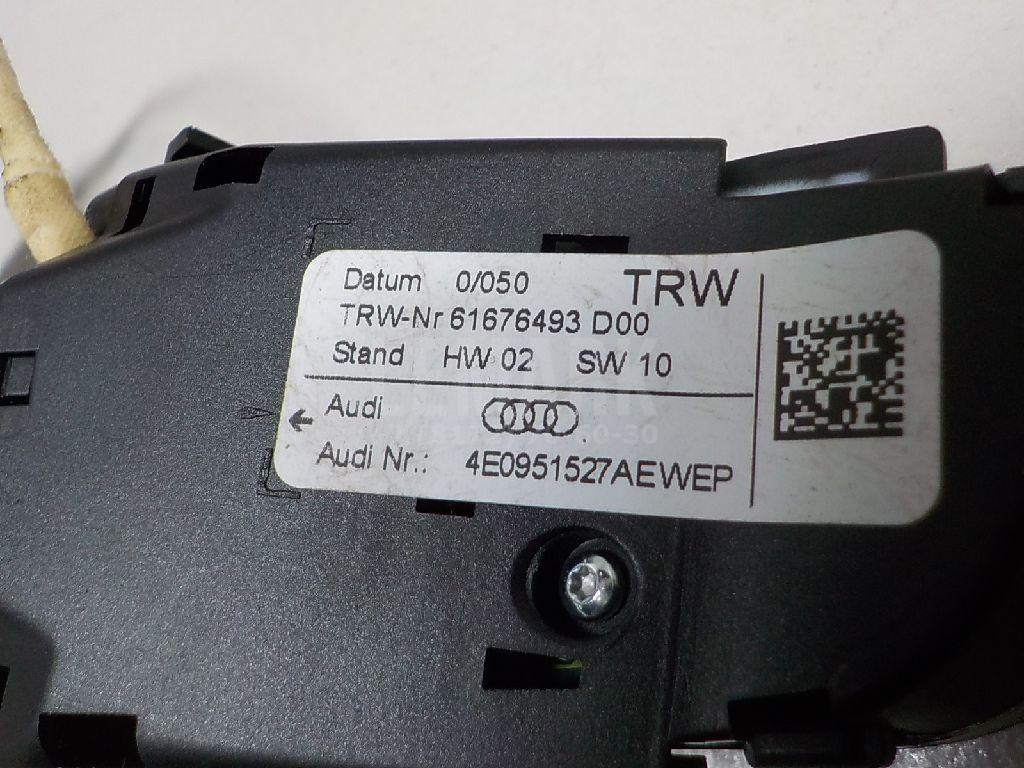 Datum 0/050 TRW
TRW-Nr 61676493 D00
Stand HW 02 SW 10
Audi
Audi Nr.: 4E0951527AEWEP